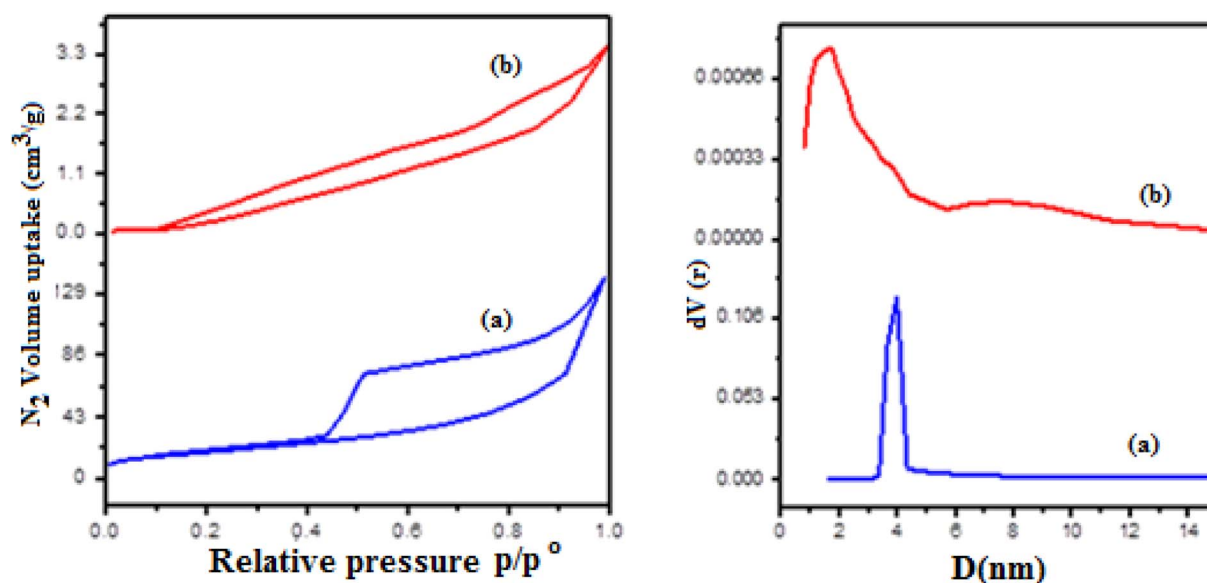 N2 Volume uptake (cm3/g)
3.3
2.2
1.1
0.0
129
86
43
0
(b)
(a)
0.0 0.2 0.4 0.6 0.8 1.0
Relative pressure p/p°
dV (r)
0.00066
0.00033
0.00000
0.106
0.053
0.000
(b)
(a)
0 2 4 6 8 10 12 14
D(nm)